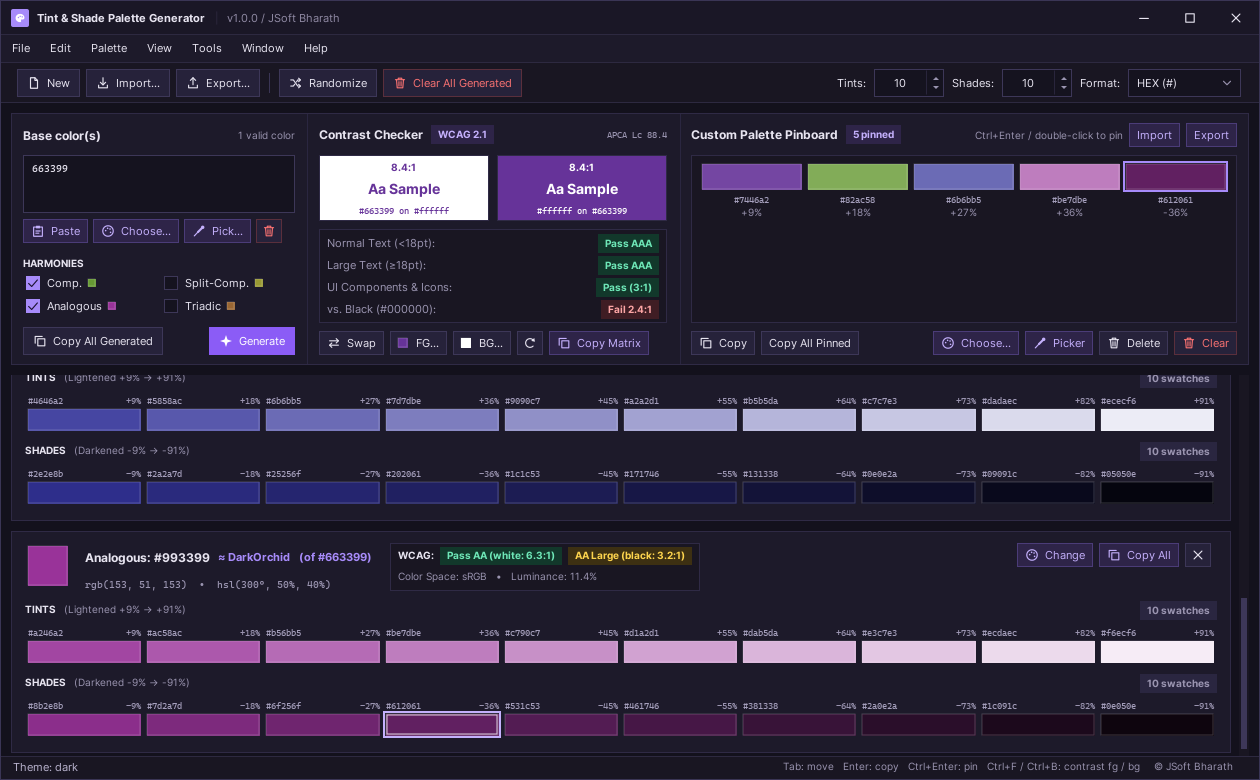 Tint & Shade Palette Generator v1.0.0 / JSoft Bharath
File Edit Palette View Tools Window Help
New Import... Export... Randomize Clear All Generated Tints: 10 Shades: 10 Format: HEX (#)
Base color(s) 1 valid color
663399
Paste Choose... Pick...
HARMONIES
Comp. Split-Comp.
Analogous Triadic
Copy All Generated Generate
Contrast Checker WCAG 2.1 APCA Lc 88.4
8.4:1 8.4:1
Aa Sample Aa Sample
#663399 on #ffffff #ffffff on #663399
Normal Text (<18pt): Pass AAA
Large Text (≥18pt): Pass AAA
UI Components & Icons: Pass (3:1)
vs. Black (#000000): Fail 2.4:1
Swap FG... BG... Copy Matrix
Custom Palette Pinboard 5 pinned Ctrl+Enter / double-click to pin Import Export
#7446a2 #82ac58 #6b6bb5 #be7dbe #612061
+9% +18% +27% +36% -36%
Copy Copy All Pinned Choose... Picker Delete Clear
TINTS (Lightened +9% → +91%) 10 swatches
#4646a2 +9% #5858ac +18% #6b6bb5 +27% #7d7dbe +36% #9090c7 +45% #a2a2d1 +55% #b5b5da +64% #c7c7e3 +73% #dadaec +82% #ececf6 +91%
SHADES (Darkened -9% → -91%) 10 swatches
#2e2e8b −9% #2a2a7d −18% #25256f −27% #202061 −36% #1c1c53 −45% #171746 −55% #131338 −64% #0e0e2a −73% #09091c −82% #05050e −91%
Analogous: #993399 ≈ DarkOrchid (of #663399) WCAG: Pass AA (white: 6.3:1) AA Large (black: 3.2:1) Change Copy All
rgb(153, 51, 153) • hsl(300°, 50%, 40%) Color Space: sRGB • Luminance: 11.4%
TINTS (Lightened +9% → +91%) 10 swatches
#a246a2 +9% #ac58ac +18% #b56bb5 +27% #be7dbe +36% #c790c7 +45% #d1a2d1 +55% #dab5da +64% #e3c7e3 +73% #ecdaec +82% #f6ecf6 +91%
SHADES (Darkened -9% → -91%) 10 swatches
#8b2e8b −9% #7d2a7d −18% #6f256f −27% #612061 −36% #531c53 −45% #461746 −55% #381338 −64% #2a0e2a −73% #1c091c −82% #0e050e −91%
Theme: dark Tab: move Enter: copy Ctrl+Enter: pin Ctrl+F / Ctrl+B: contrast fg / bg © JSoft Bharath